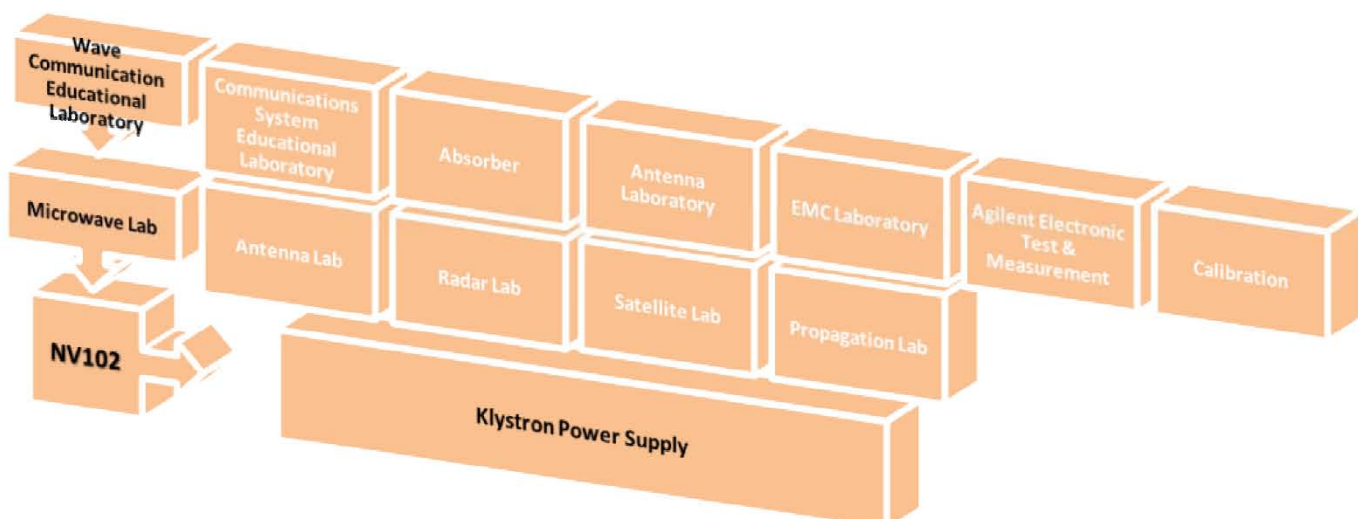 Wave
Communication
Educational
Laboratory
Communications
System
Educational
Laboratory
Absorber
Antenna
Laboratory
EMC Laboratory
Agilent Electronic
Test &
Measurement
Calibration
Microwave Lab
Antenna Lab
Radar Lab
Satellite Lab
Propagation Lab
NV102
Klystron Power Supply